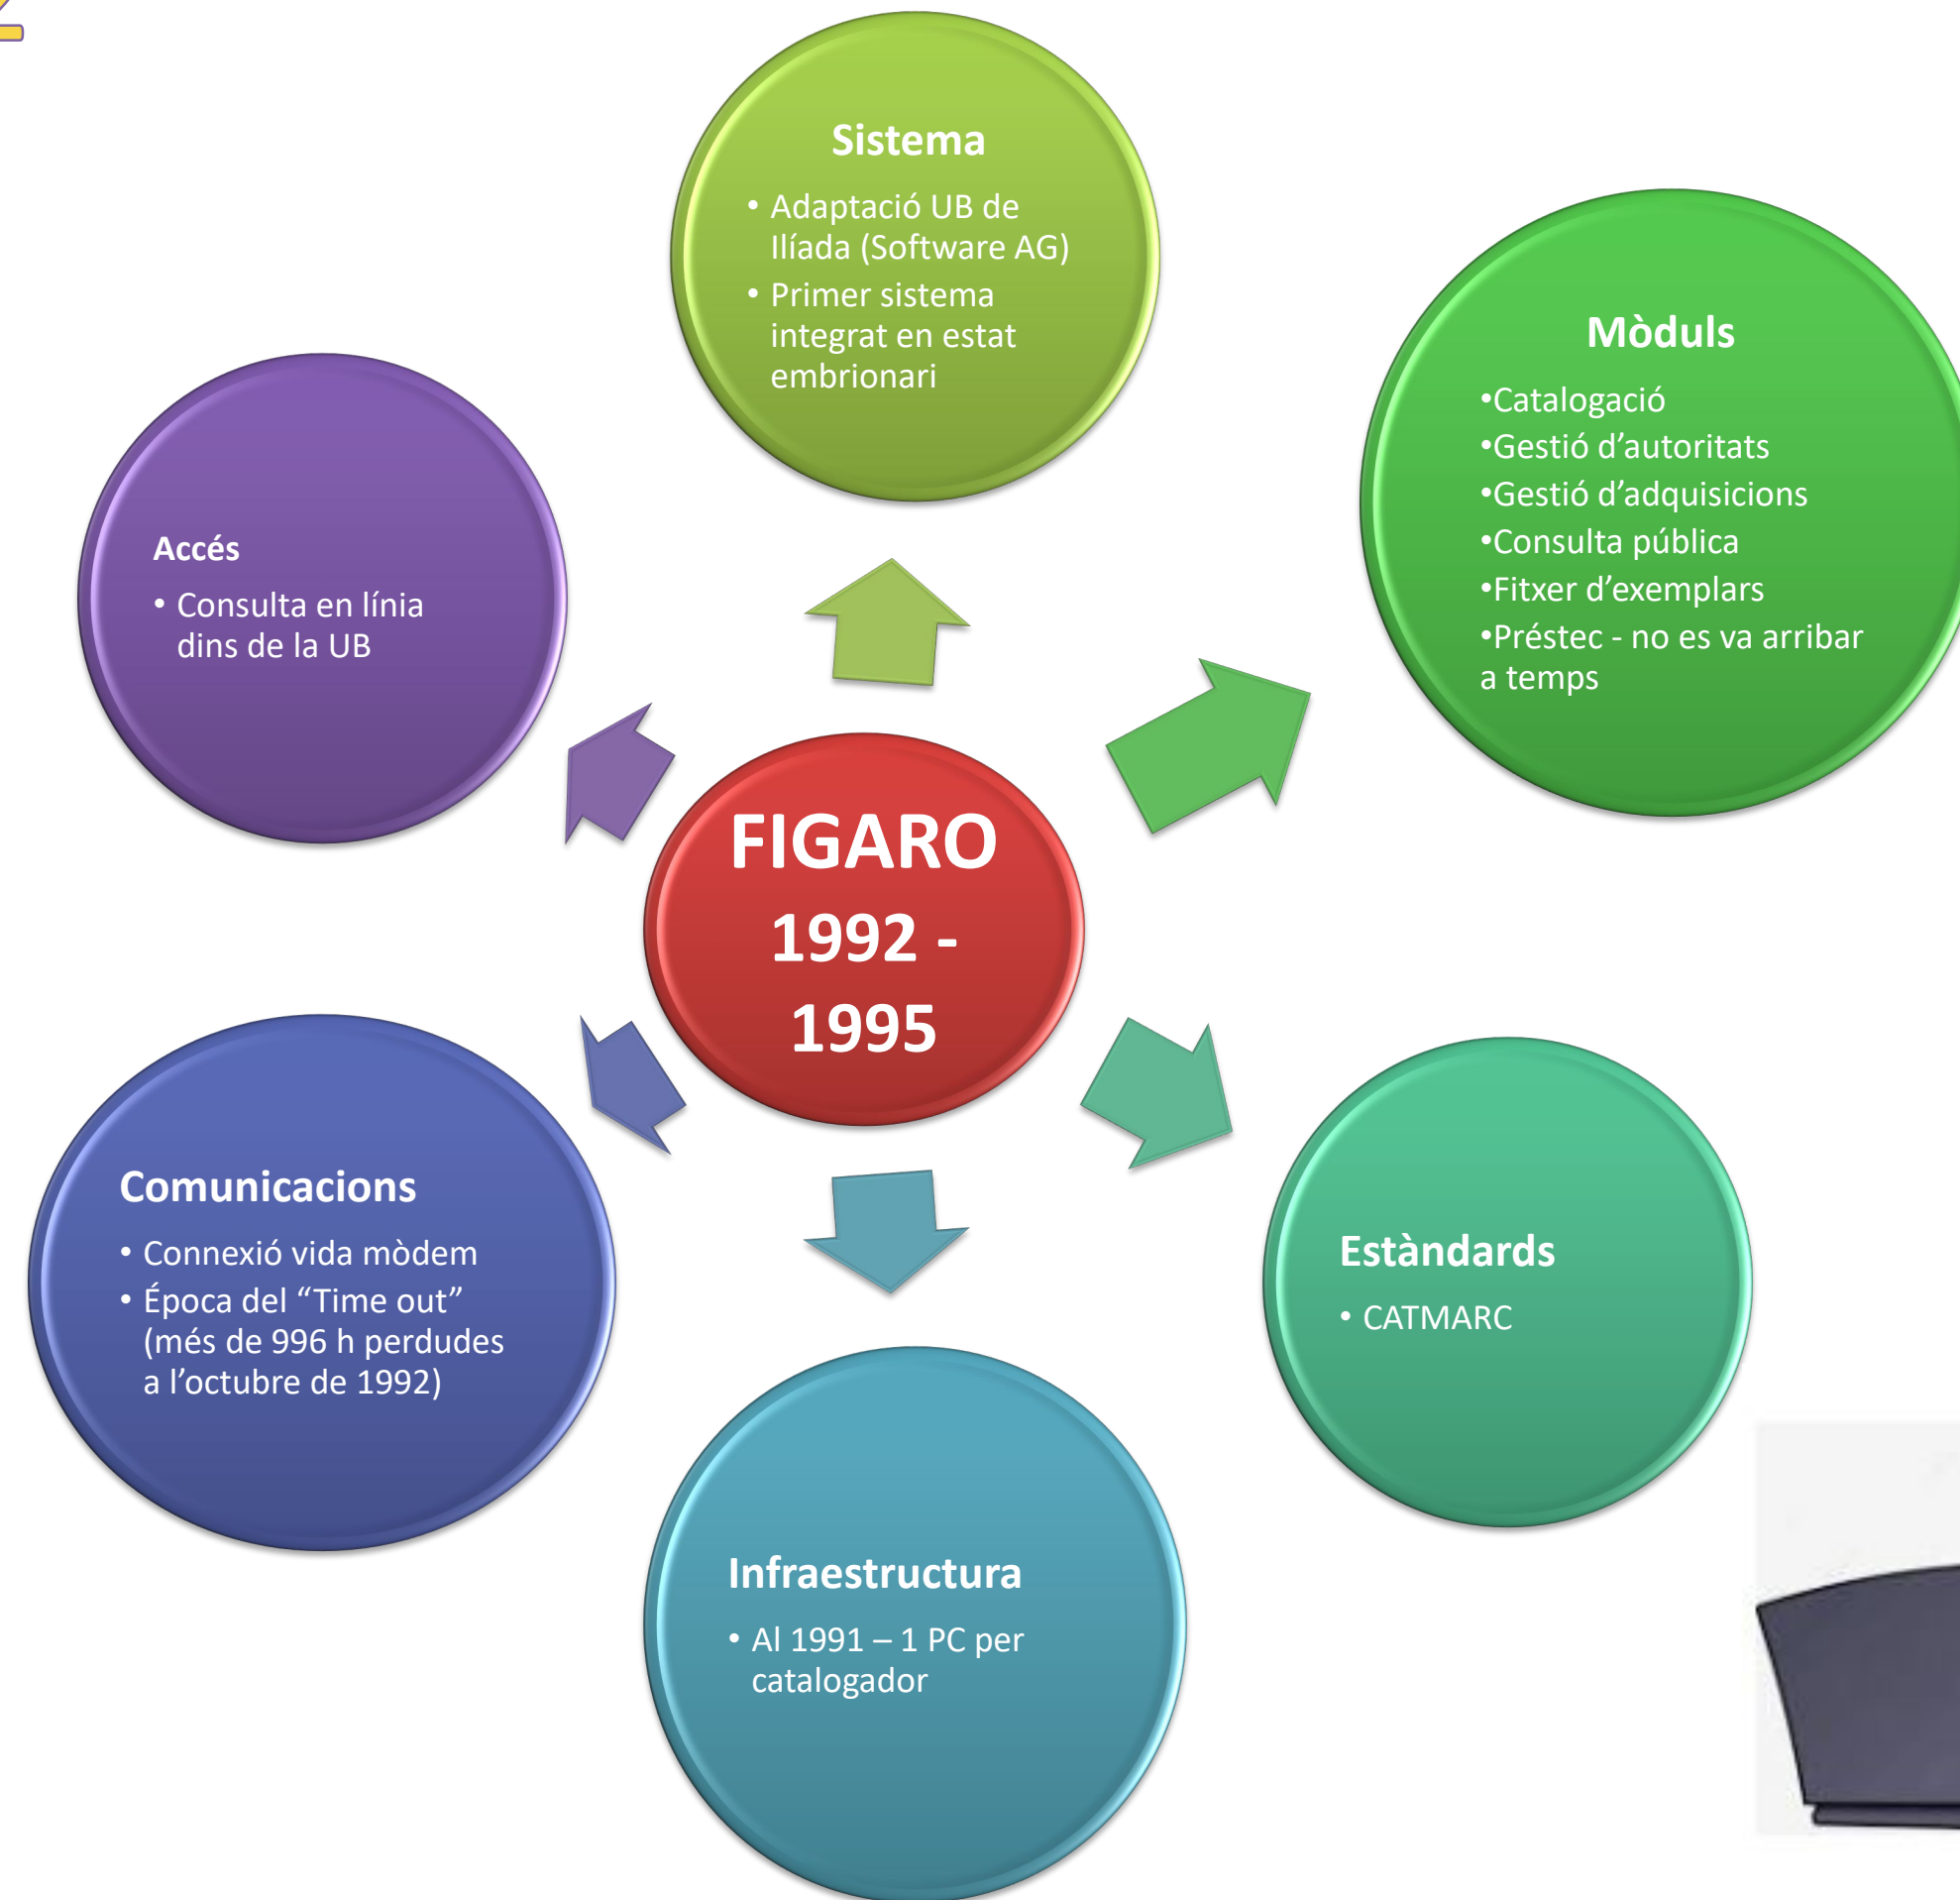 Sistema
• Adaptació UB de
Ilíada (Software AG)
• Primer sistema
integrat en estat
embrionari
Mòduls
•Catalogació
•Gestió d’autoritats
•Gestió d’adquisicions
•Consulta pública
•Fitxer d’exemplars
•Préstec - no es va arribar
a temps
Accés
• Consulta en línia
dins de la UB
FIGARO
1992 -
1995
Comunicacions
• Connexió vida mòdem
• Época del “Time out”
(més de 996 h perdudes
a l’octubre de 1992)
Estàndards
• CATMARC
Infraestructura
• Al 1991 – 1 PC per
catalogador